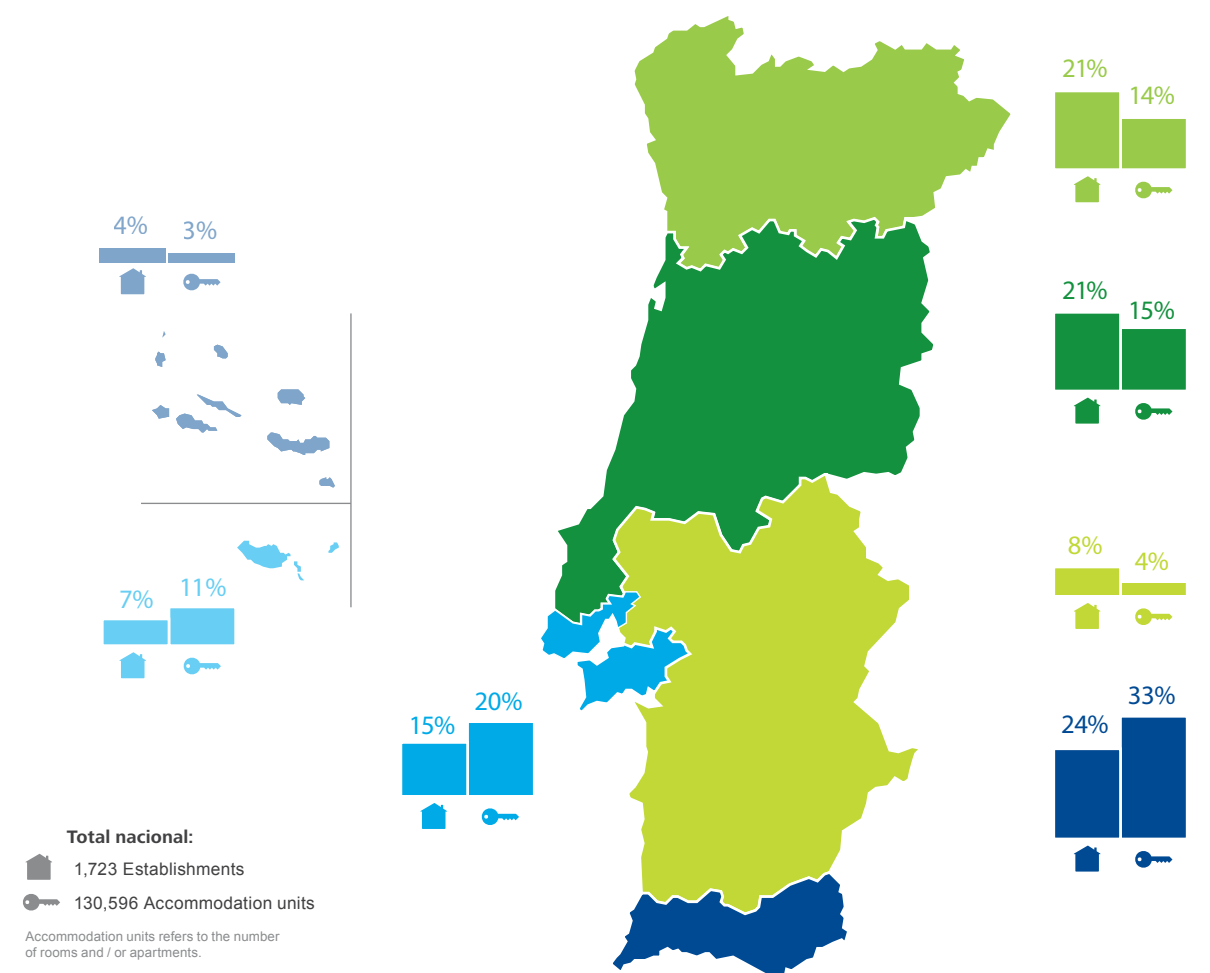 21%
14%
4%
3%
21%
15%
8%
4%
7%
11%
15%
20%
24%
33%
Total nacional:
1,723 Establishments
130,596 Accommodation units
Accommodation units refers to the number
of rooms and / or apartments.